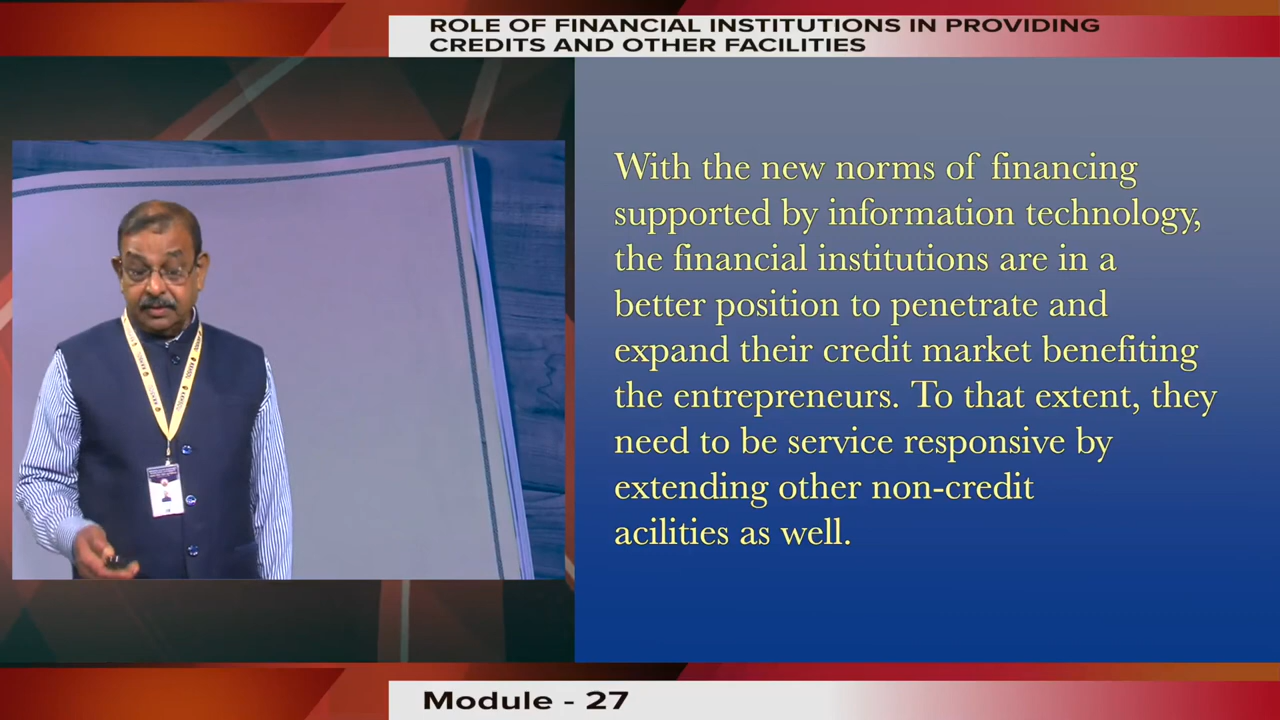 ROLE OF FINANCIAL INSTITUTIONS IN PROVIDING
CREDITS AND OTHER FACILITIES
With the new norms of financing
supported by information technology,
the financial institutions are in a
better position to penetrate and
expand their credit market benefiting
the entrepreneurs. To that extent, they
need to be service responsive by
extending other non-credit
acilities as well.
Module - 27